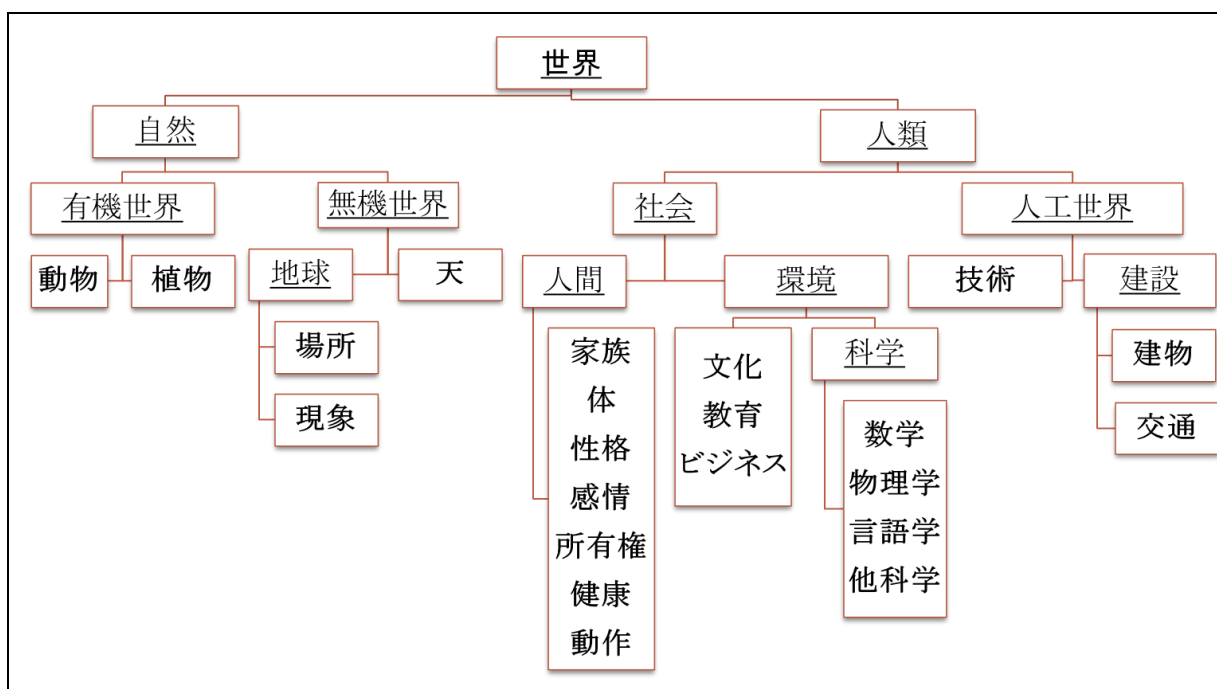 世界
自然
人類
有機世界
無機世界
社会
人工世界
動物
植物
地球
天
人間
環境
技術
建設
場所
現象
家族
体
性格
感情
所有権
健康
動作
文化
教育
ビジネス
科学
数学
物理学
言語学
他科学
建物
交通